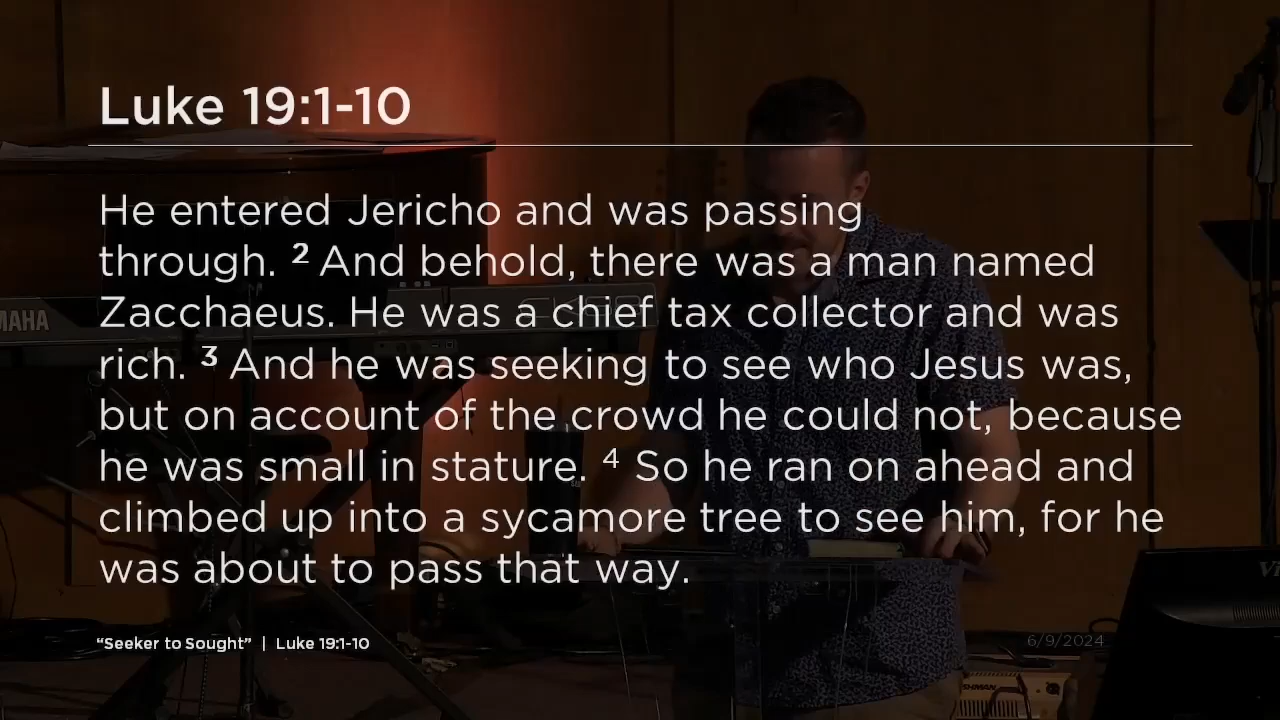 Luke 19:1-10
He entered Jericho and was passing
through. 2 And behold, there was a man named
Zacchaeus. He was a chief tax collector and was
rich. 3 And he was seeking to see who Jesus was,
but on account of the crowd he could not, because
he was small in stature. 4 So he ran on ahead and
climbed up into a sycamore tree to see him, for he
was about to pass that way.
“Seeker to Sought” | Luke 19:1-10
6/9/2024